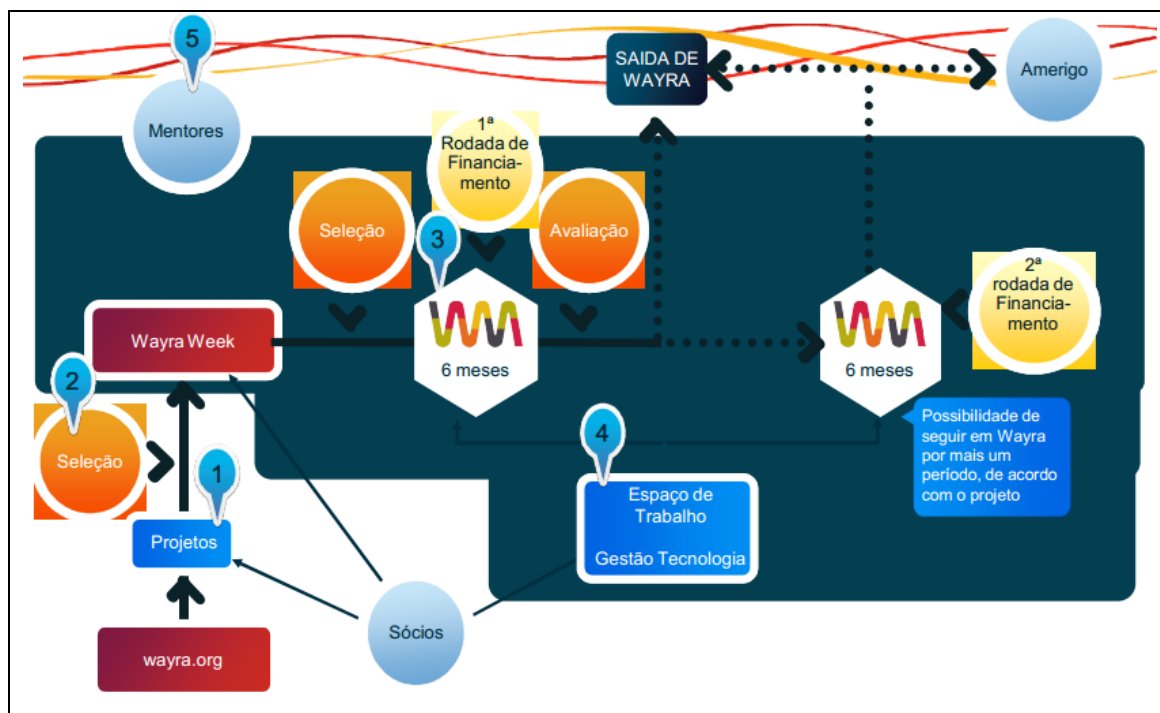 5
SAIDA DE
WAYRA
Amerigo
Mentores
1ª
Rodada de
Financia-
mento
Seleção
Avaliação
3
2ª
rodada de
Financia-
mento
Wayra Week
6 meses
6 meses
2
Seleção
4
Possibilidade de
seguir em Wayra
por mais um
período, de acordo
com o projeto
1
Projetos
Espaço de
Trabalho
Gestão Tecnologia
Sócios
wayra.org